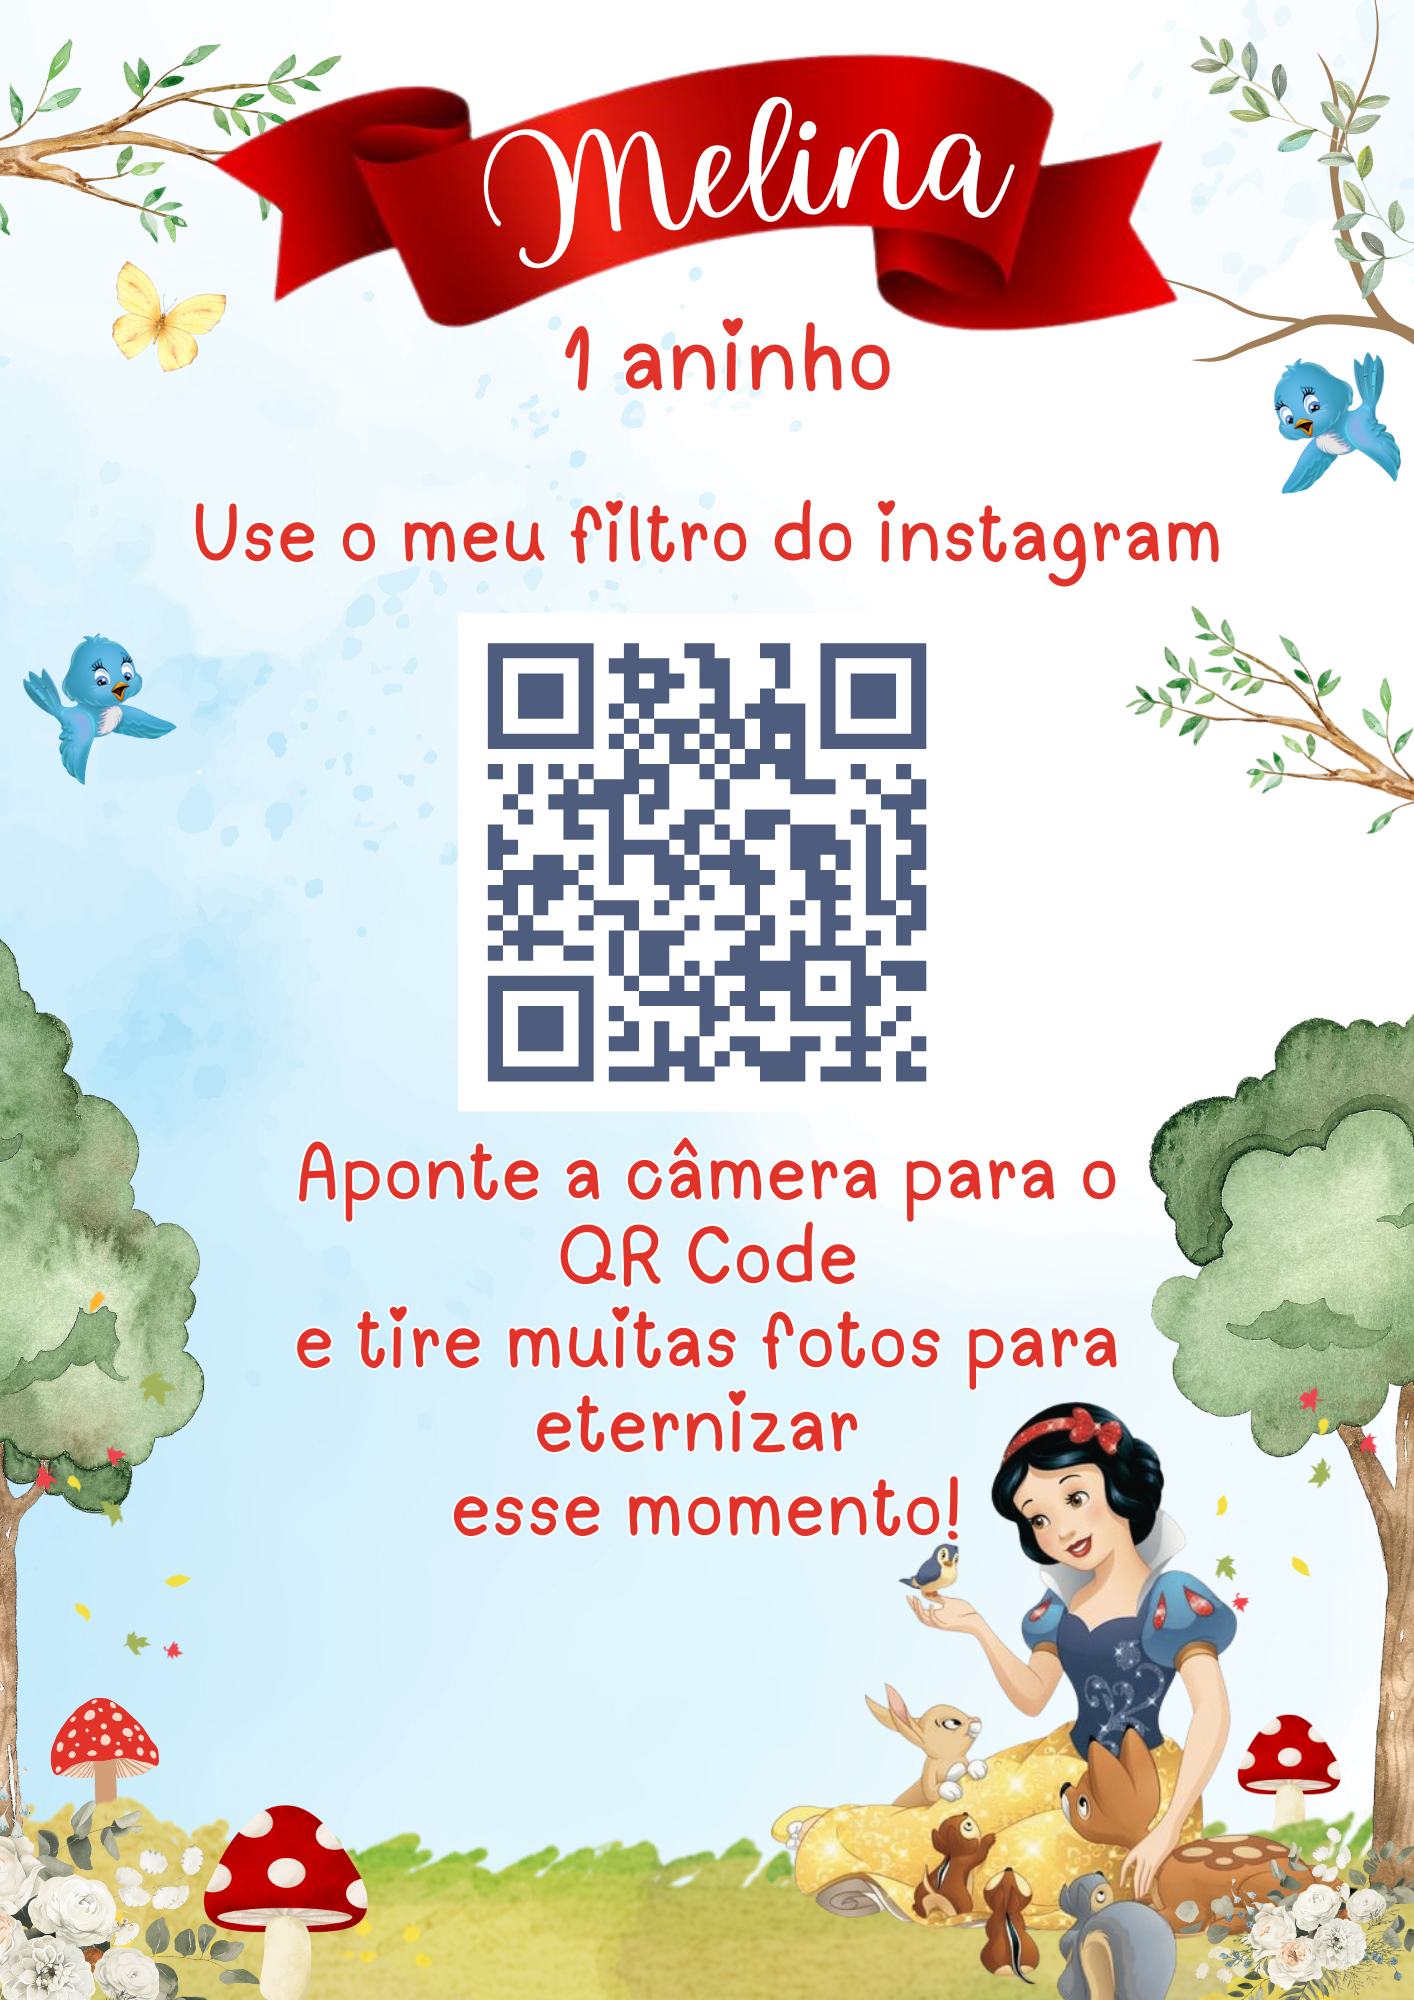 Melina
1 aninho
Use o meu filtro do instagram
Aponte a câmera para o
QR Code
e tire muitas fotos para
eternizar
esse momento!